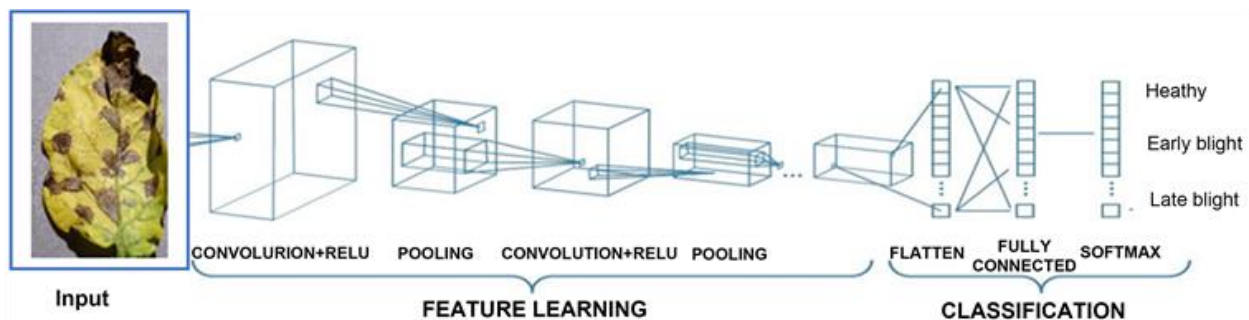 Heathy
Early blight
Late blight
CONVOLURION+RELU POOLING CONVOLUTION+RELU POOLING FLATTEN FULLY CONNECTED SOFTMAX
Input
FEATURE LEARNING
CLASSIFICATION